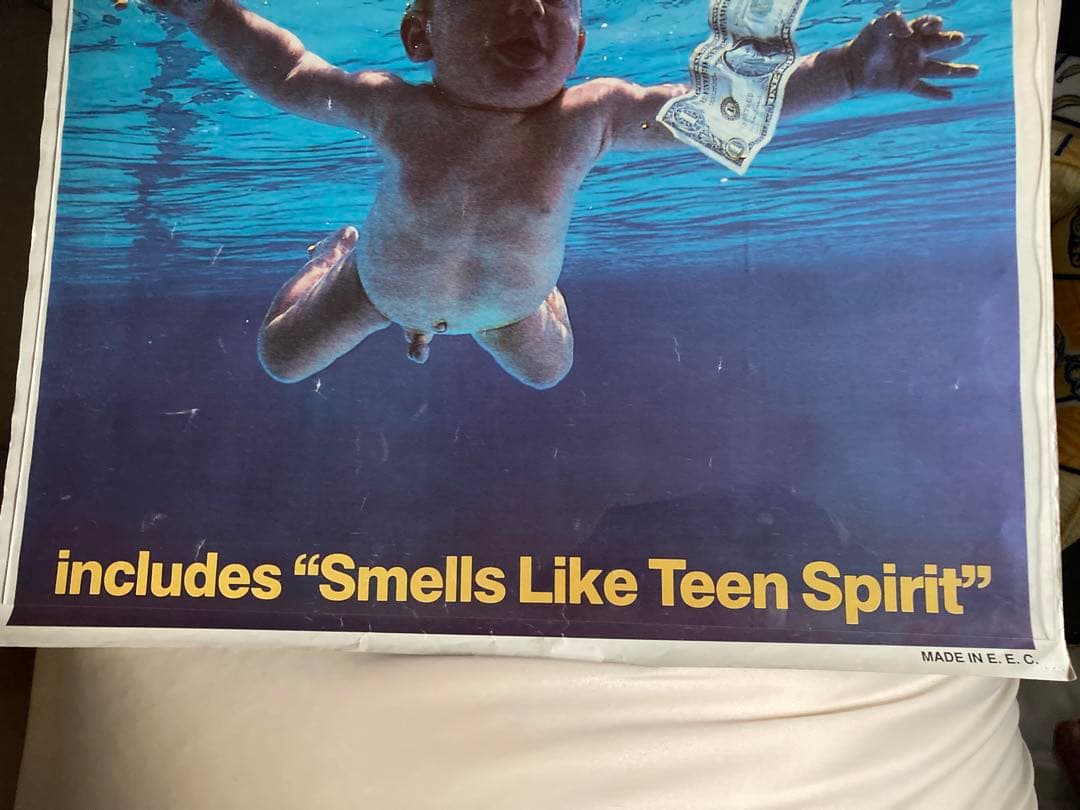 includes “Smells Like Teen Spirit”
MADE IN E. E. C.